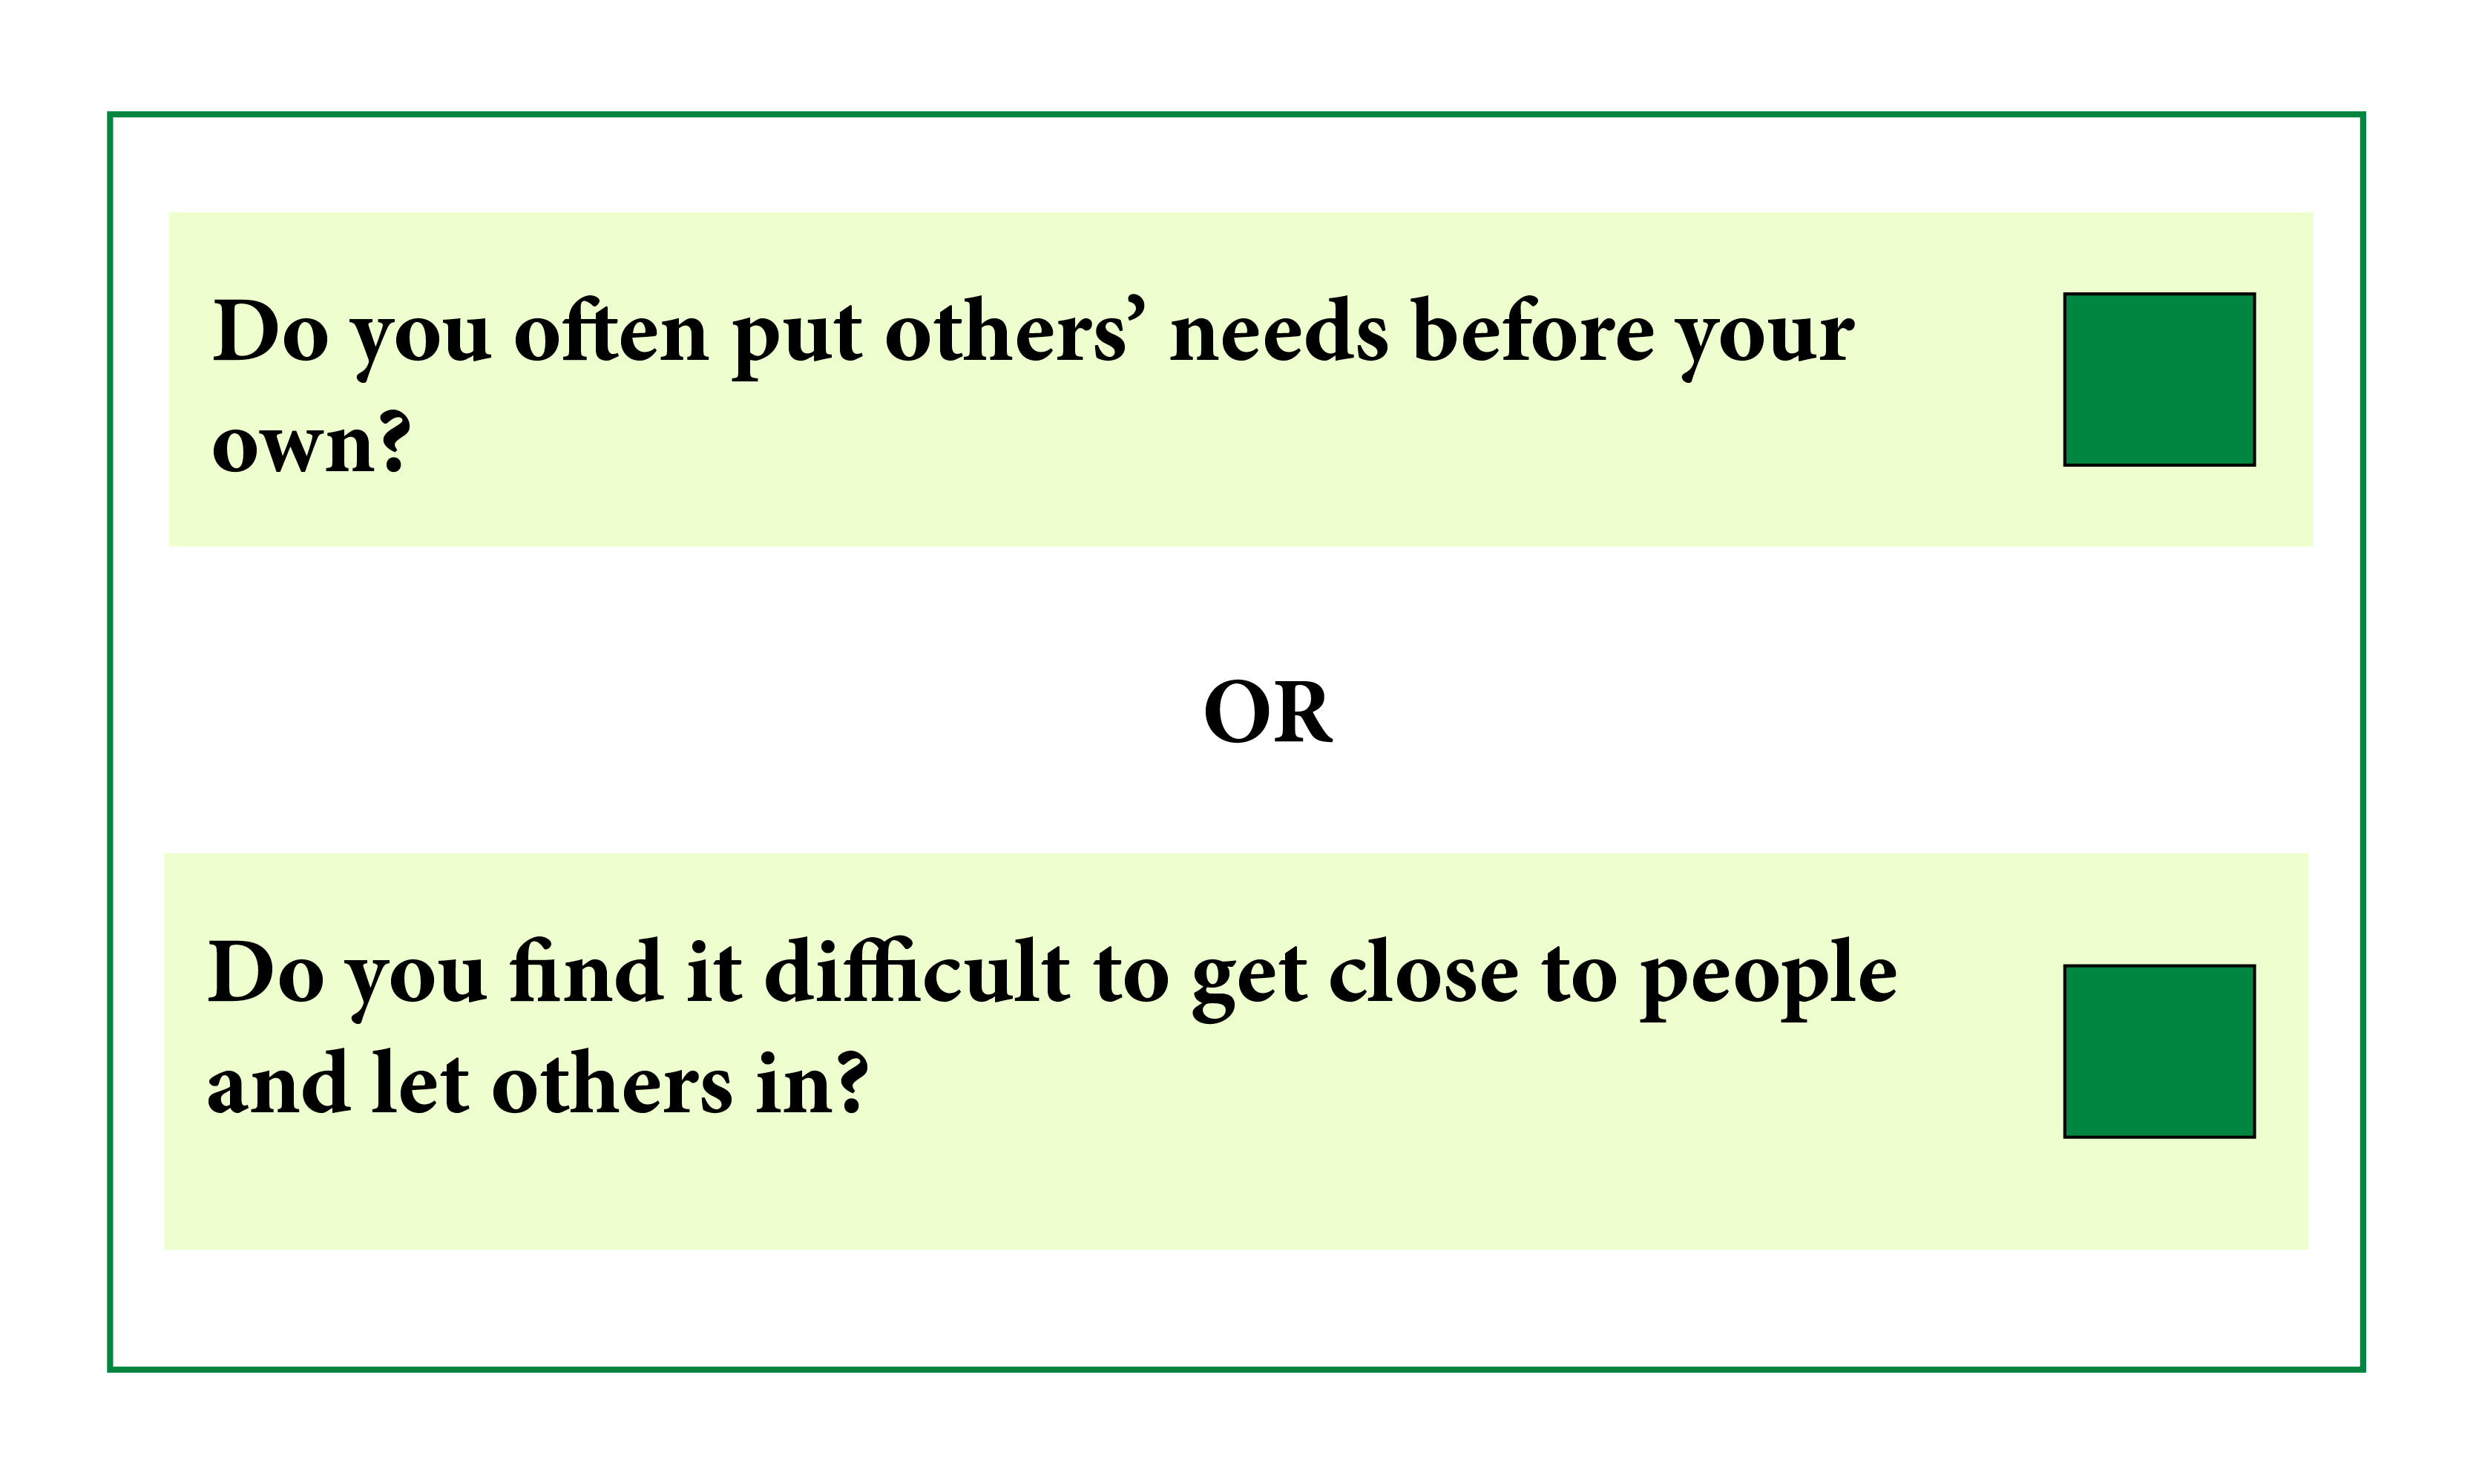 Do you often put others’ needs before your
own?
OR
Do you find it difficult to get close to people
and let others in?